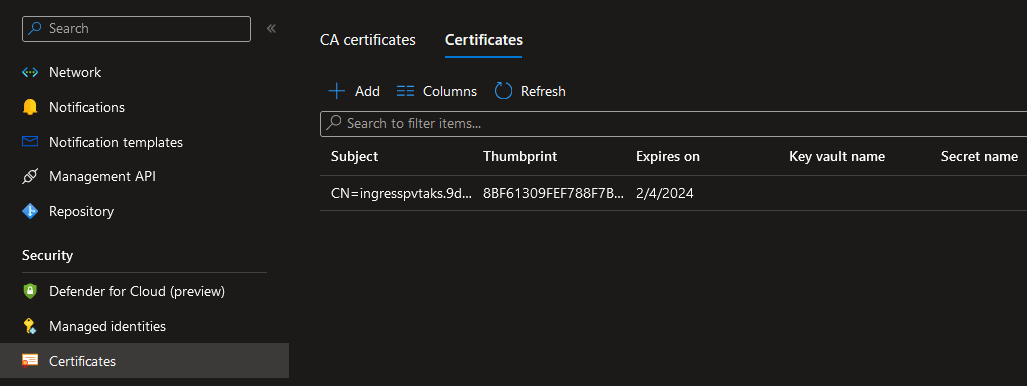 Search
Network
Notifications
Notification templates
Management API
Repository
Security
Defender for Cloud (preview)
Managed identities
Certificates
CA certificates Certificates
Add Columns Refresh
Search to filter items...
Subject Thumbprint Expires on Key vault name Secret name
CN=ingresspvtaks.9d... 8BF61309FEF788F7B... 2/4/2024